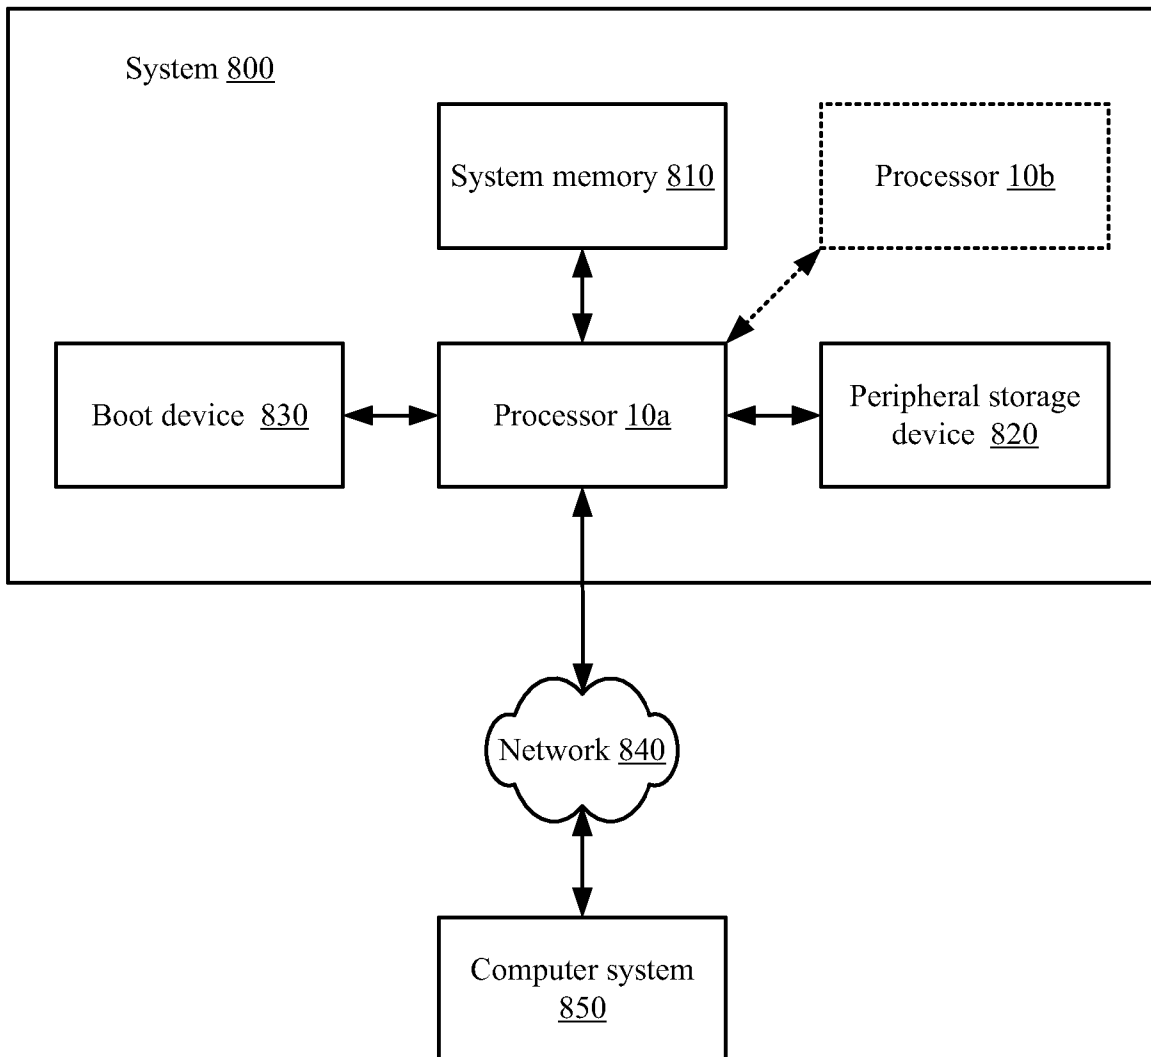 System 800
System memory 810
Processor 10b
Boot device 830
Processor 10a
Peripheral storage
device 820
Network 840
Computer system
850